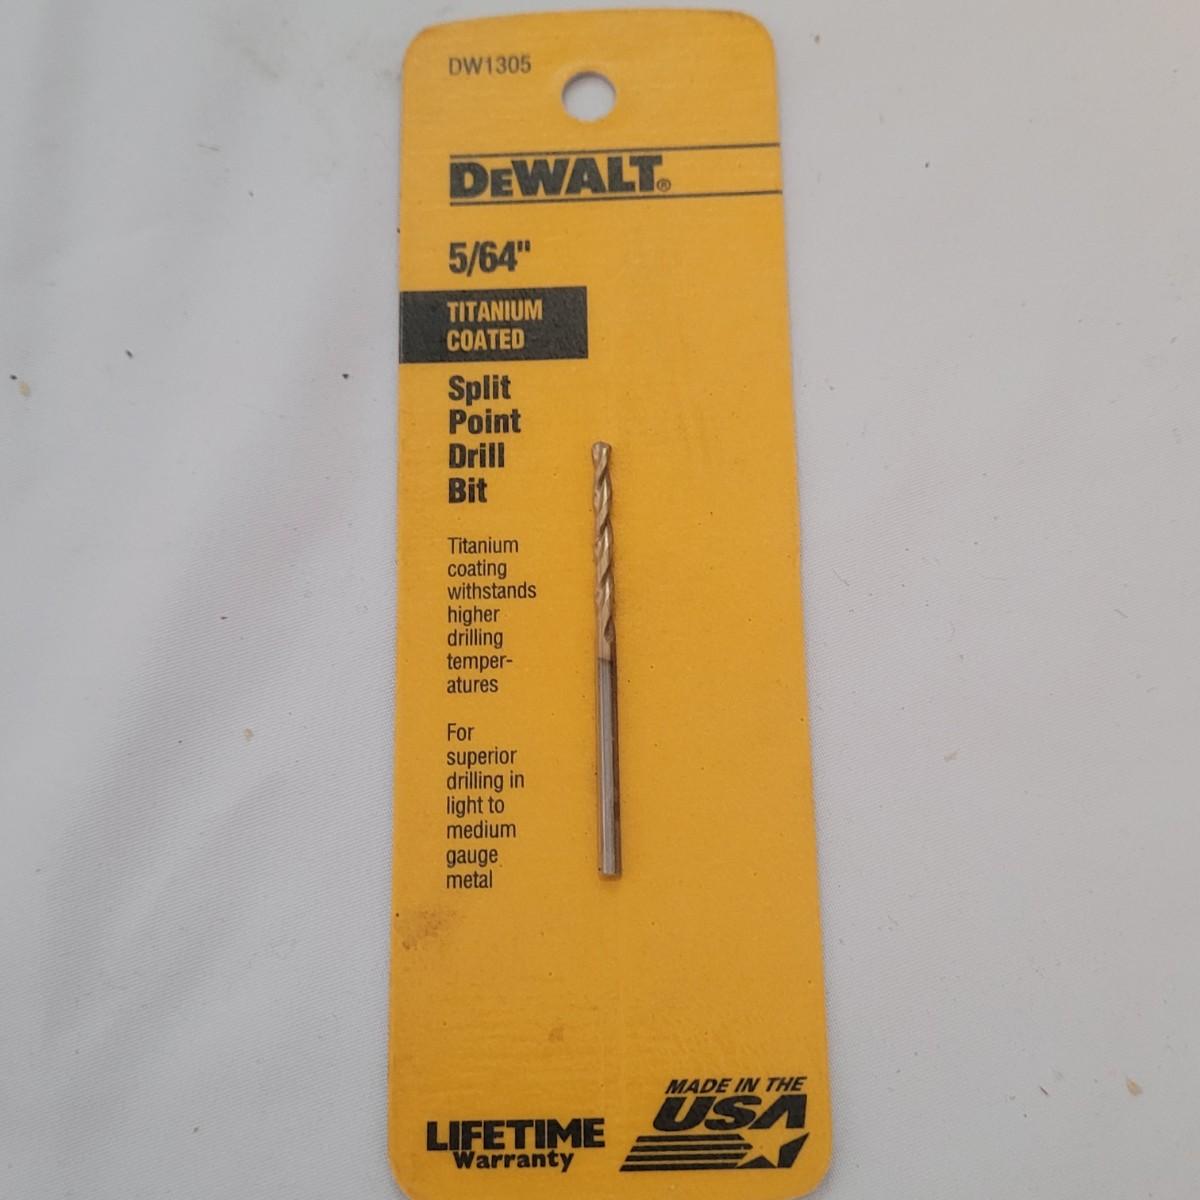 DW1305
DEWALT®
5/64"
TITANIUM
COATED
Split
Point
Drill
Bit
Titanium
coating
withstands
higher
drilling
temper-
atures
For
superior
drilling in
light to
medium
gauge
metal
MADE IN THE
USA
LIFETIME
Warranty